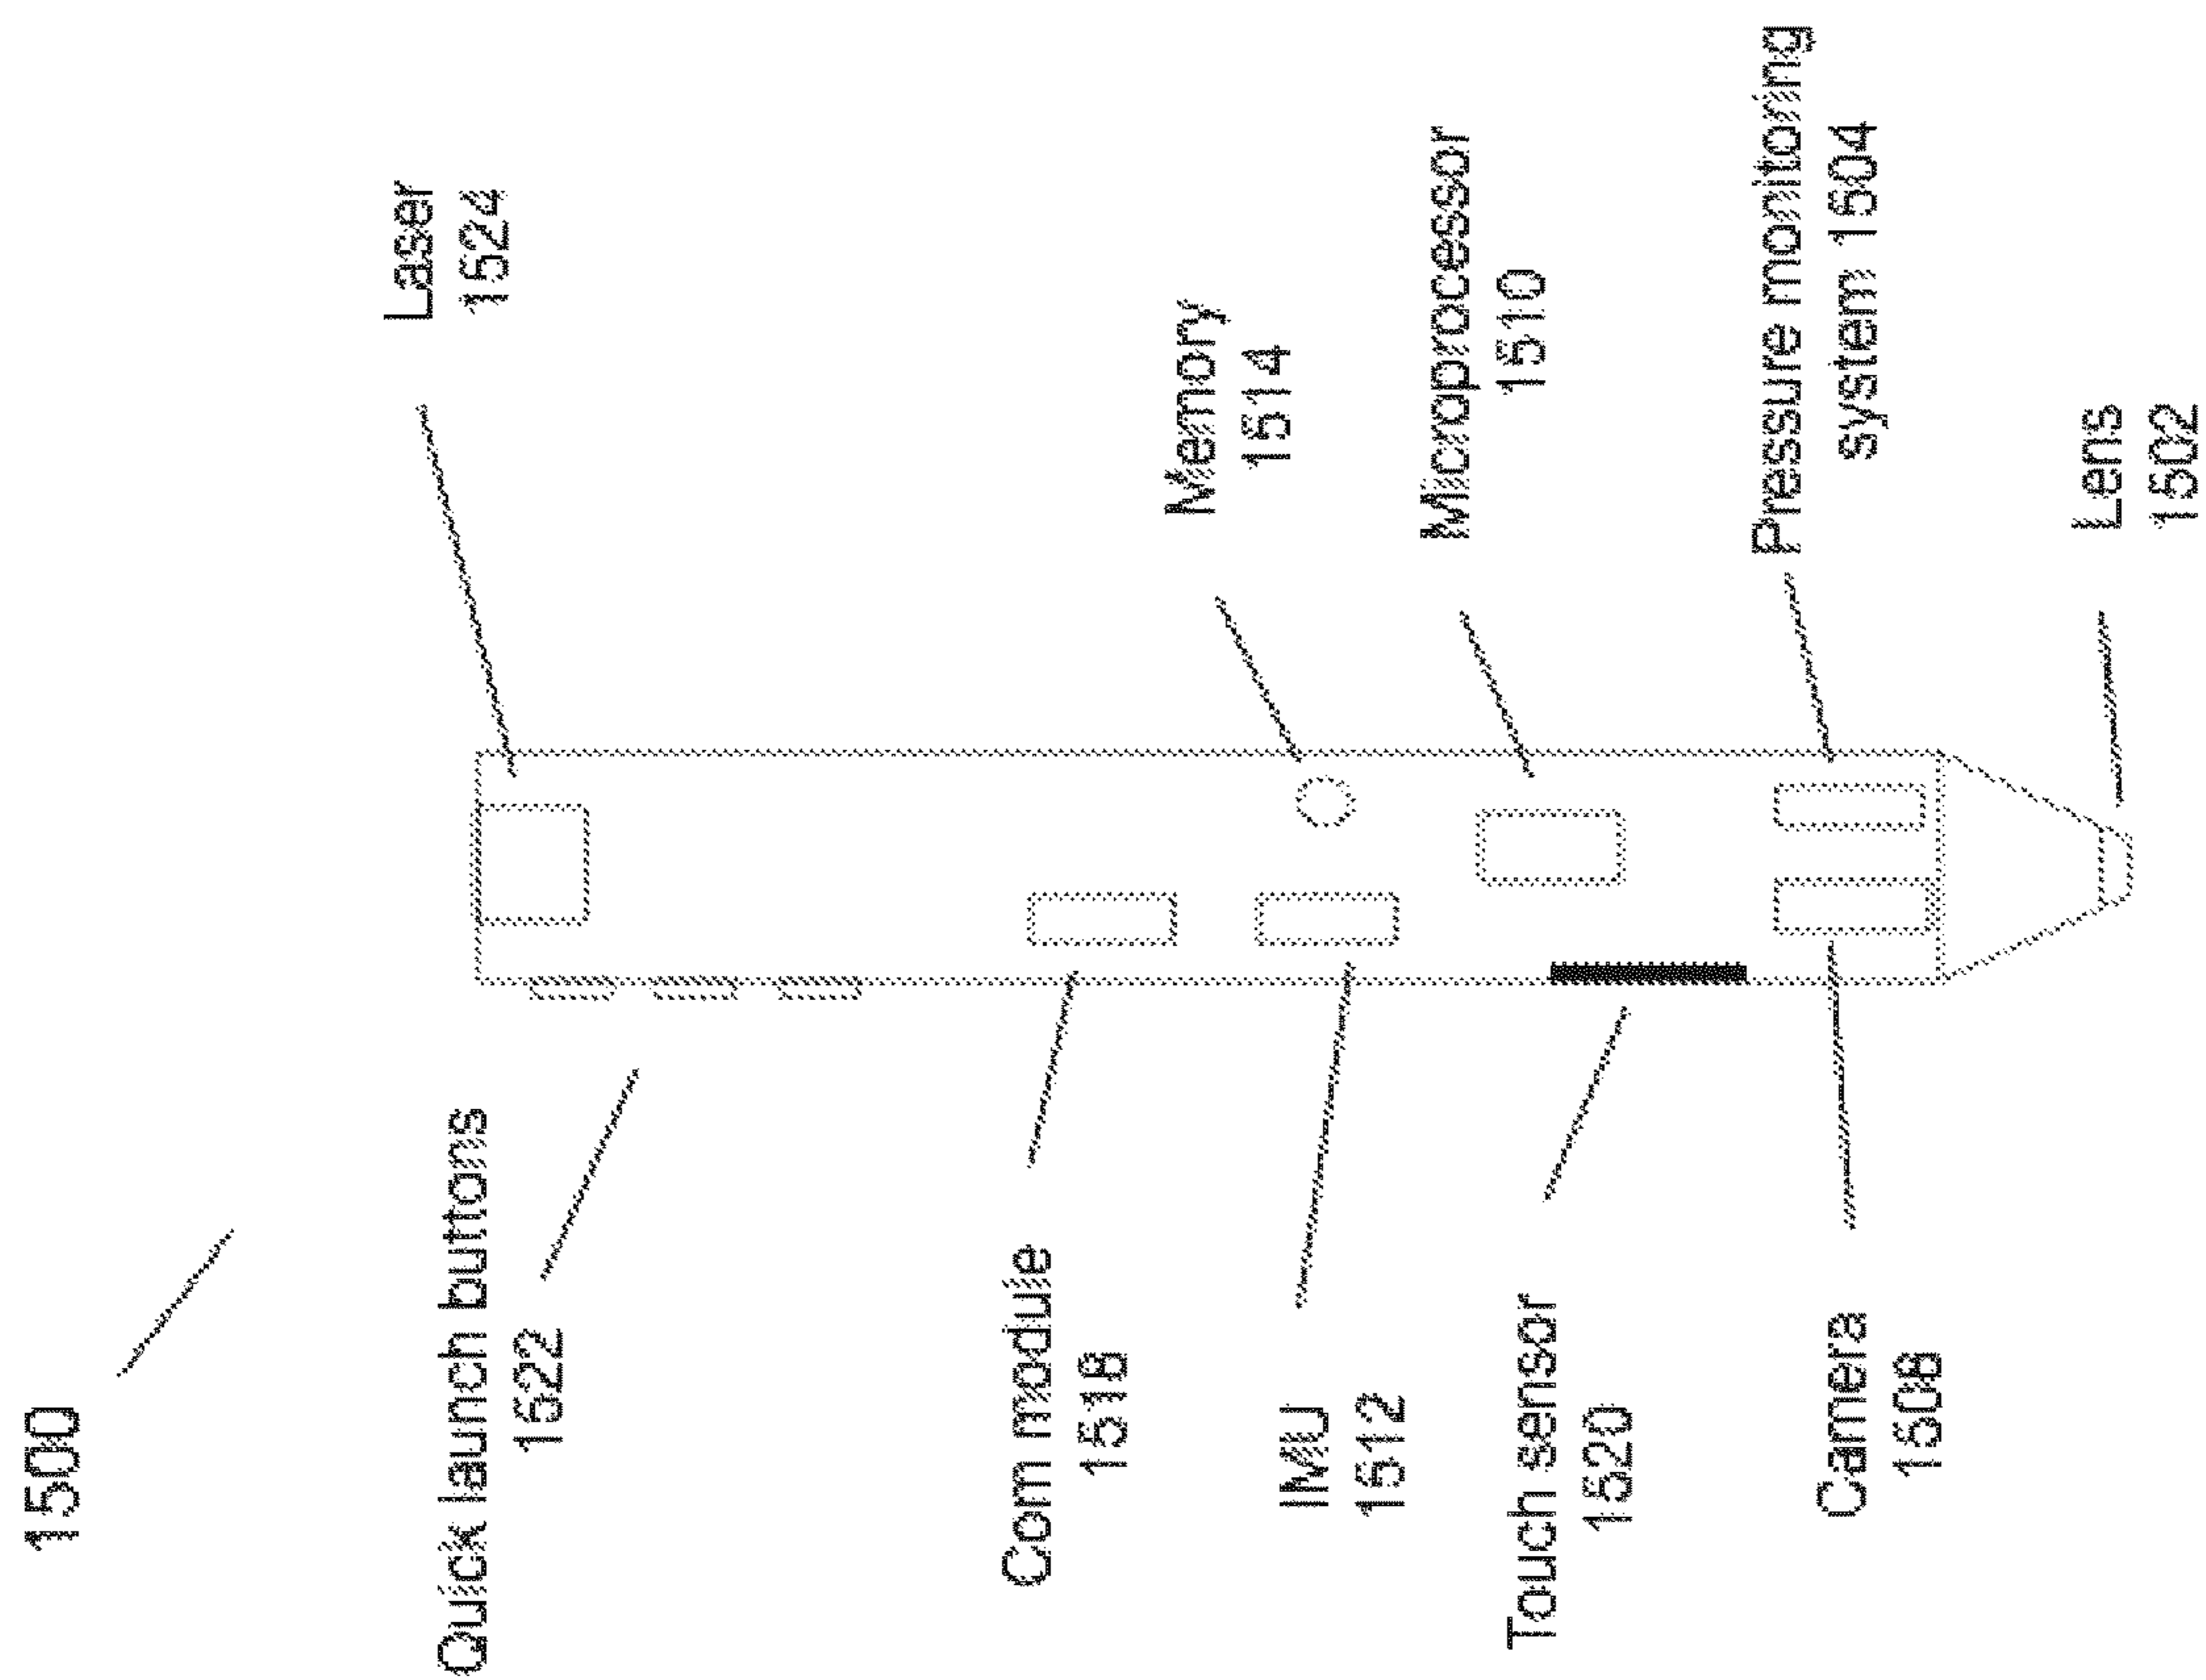 1500
Laser
1524
Quick launch buttons
1522
Com module
1518
Memory
1514
IMU
1512
Microprocessor
1510
Touch sensor
1520
Pressure monitoring
system 1504
Camera
1508
Lens
1502